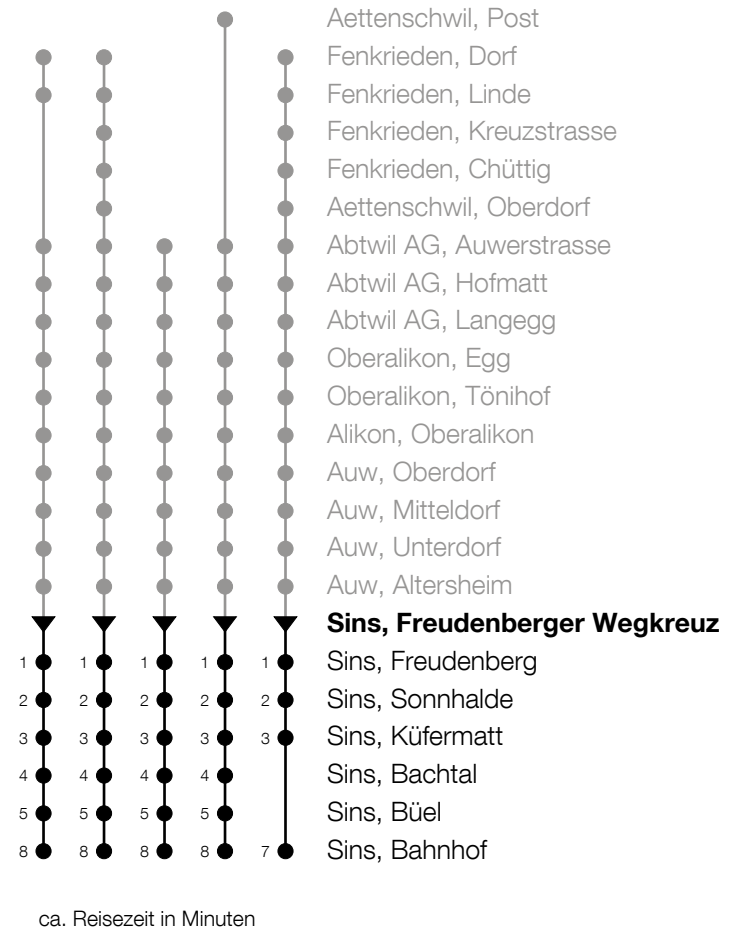 Aettenschwil, Post
Fenkrieden, Dorf
Fenkrieden, Linde
Fenkrieden, Kreuzstrasse
Fenkrieden, Chüttig
Aettenschwil, Oberdorf
Abtwil AG, Auwerstrasse
Abtwil AG, Hofmatt
Abtwil AG, Langegg
Oberalikon, Egg
Oberalikon, Tönihof
Alikon, Oberalikon
Auw, Oberdorf
Auw, Mitteldorf
Auw, Unterdorf
Auw, Altersheim
Sins, Freudenberger Wegkreuz
1 1 1 1 1 Sins, Freudenberg
2 2 2 2 2 Sins, Sonnhalde
3 3 3 3 3 Sins, Küfermatt
4 4 4 4 Sins, Bachtal
5 5 5 5 Sins, Büel
8 8 8 8 7 Sins, Bahnhof
ca. Reisezeit in Minuten